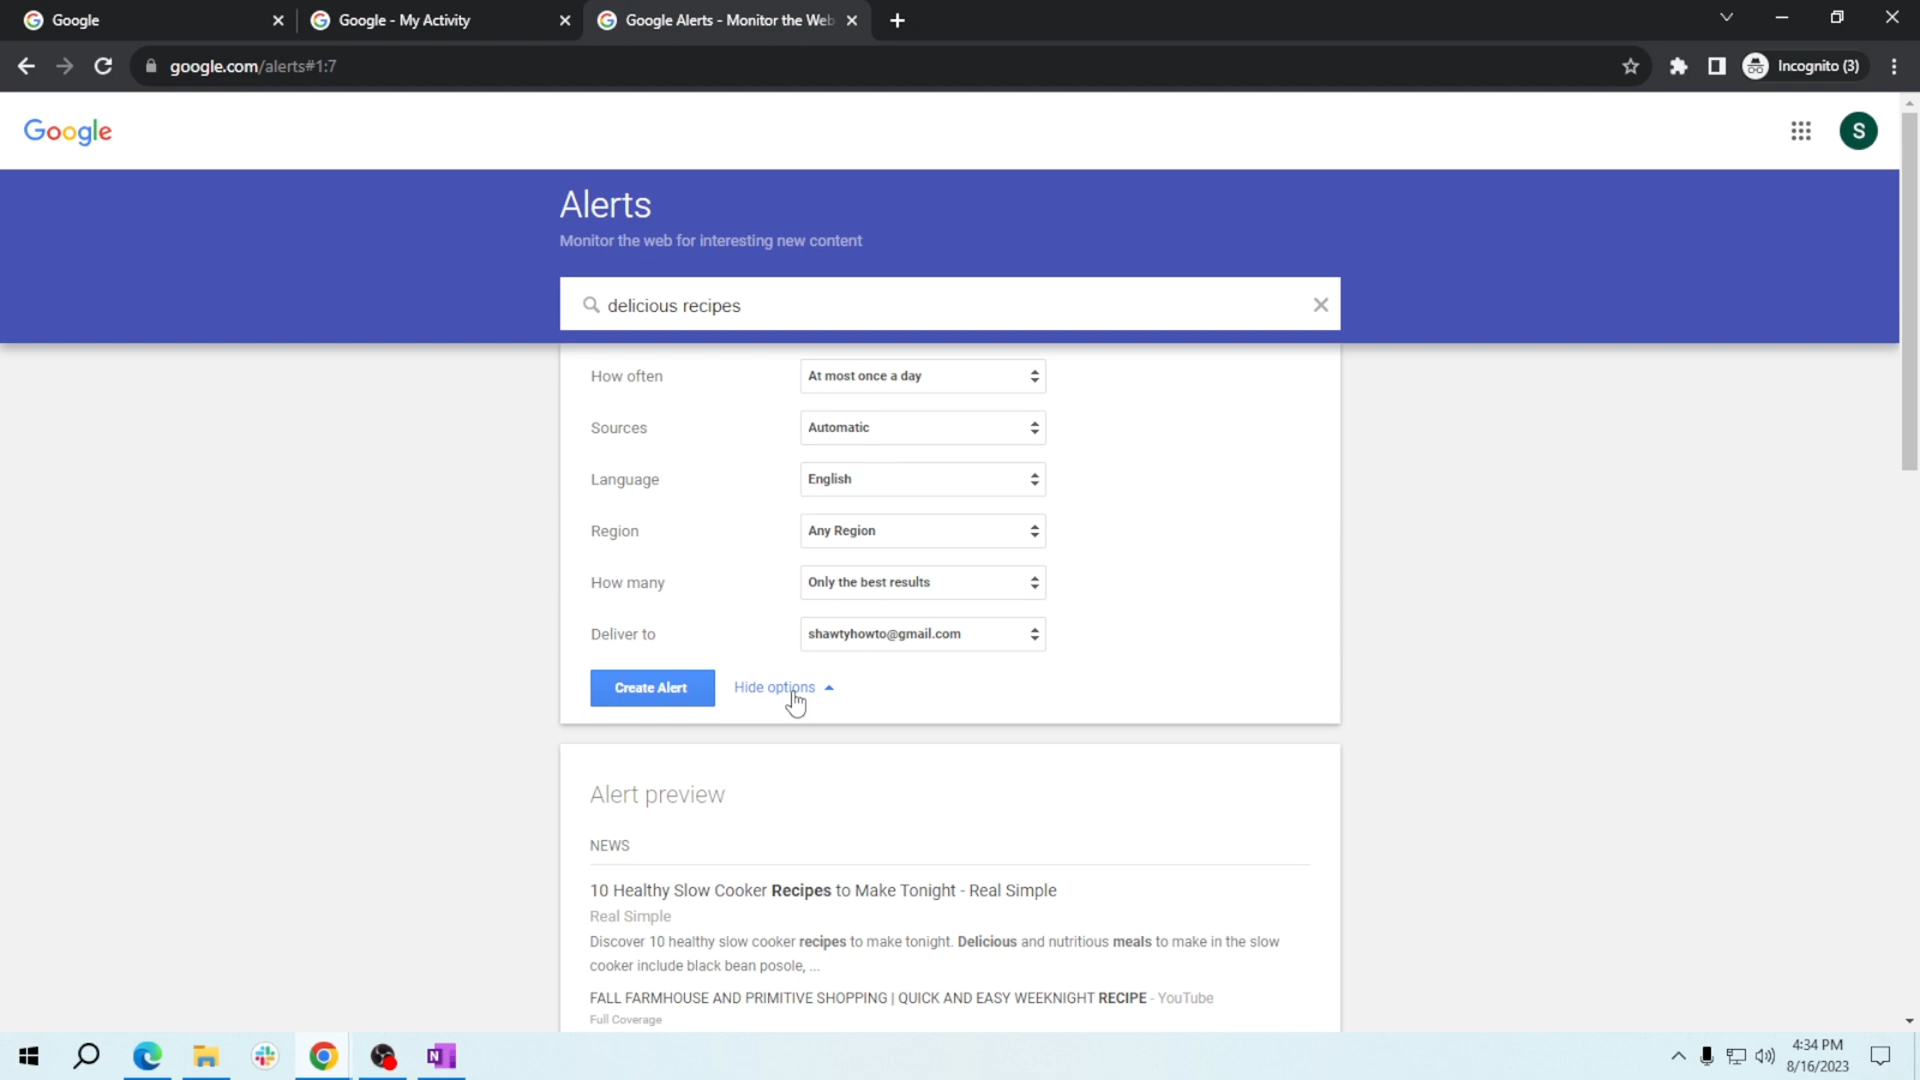 Google
Google - My Activity
Google Alerts - Monitor the Web
google.com/alerts#1:7
Incognito (3)
Google
S
Alerts
Monitor the web for interesting new content
delicious recipes
How often
At most once a day
Sources
Automatic
Language
English
Region
Any Region
How many
Only the best results
Deliver to
shawtyhowto@gmail.com
Create Alert
Hide options
Alert preview
NEWS
10 Healthy Slow Cooker Recipes to Make Tonight - Real Simple
Real Simple
Discover 10 healthy slow cooker recipes to make tonight. Delicious and nutritious meals to make in the slow
cooker include black bean posole, ...
FALL FARMHOUSE AND PRIMITIVE SHOPPING | QUICK AND EASY WEEKNIGHT RECIPE - YouTube
Full Coverage
N
4:34 PM
8/16/2023